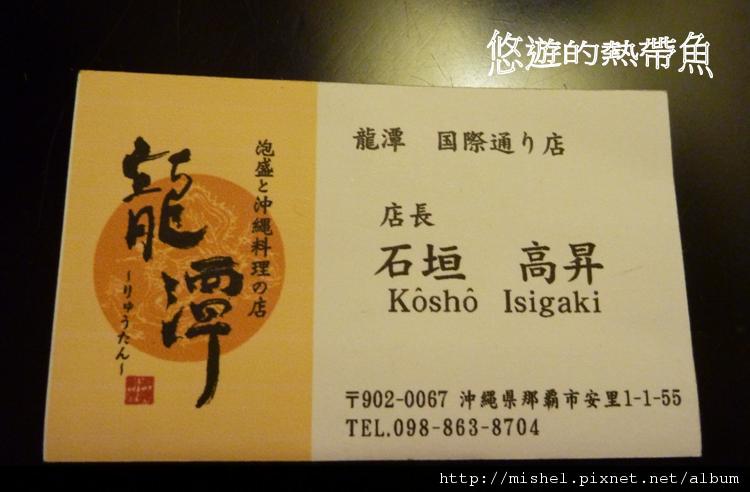 悠遊的熱帶魚
龍潭
~りゅうたん~
泡盛と沖縄料理の店
龍潭 国際通り店
店長
石垣 高昇
Kôshô Isigaki
〒902-0067 沖縄県那覇市安里1-1-55
TEL.098-863-8704
http://mishel.pixnet.net/album